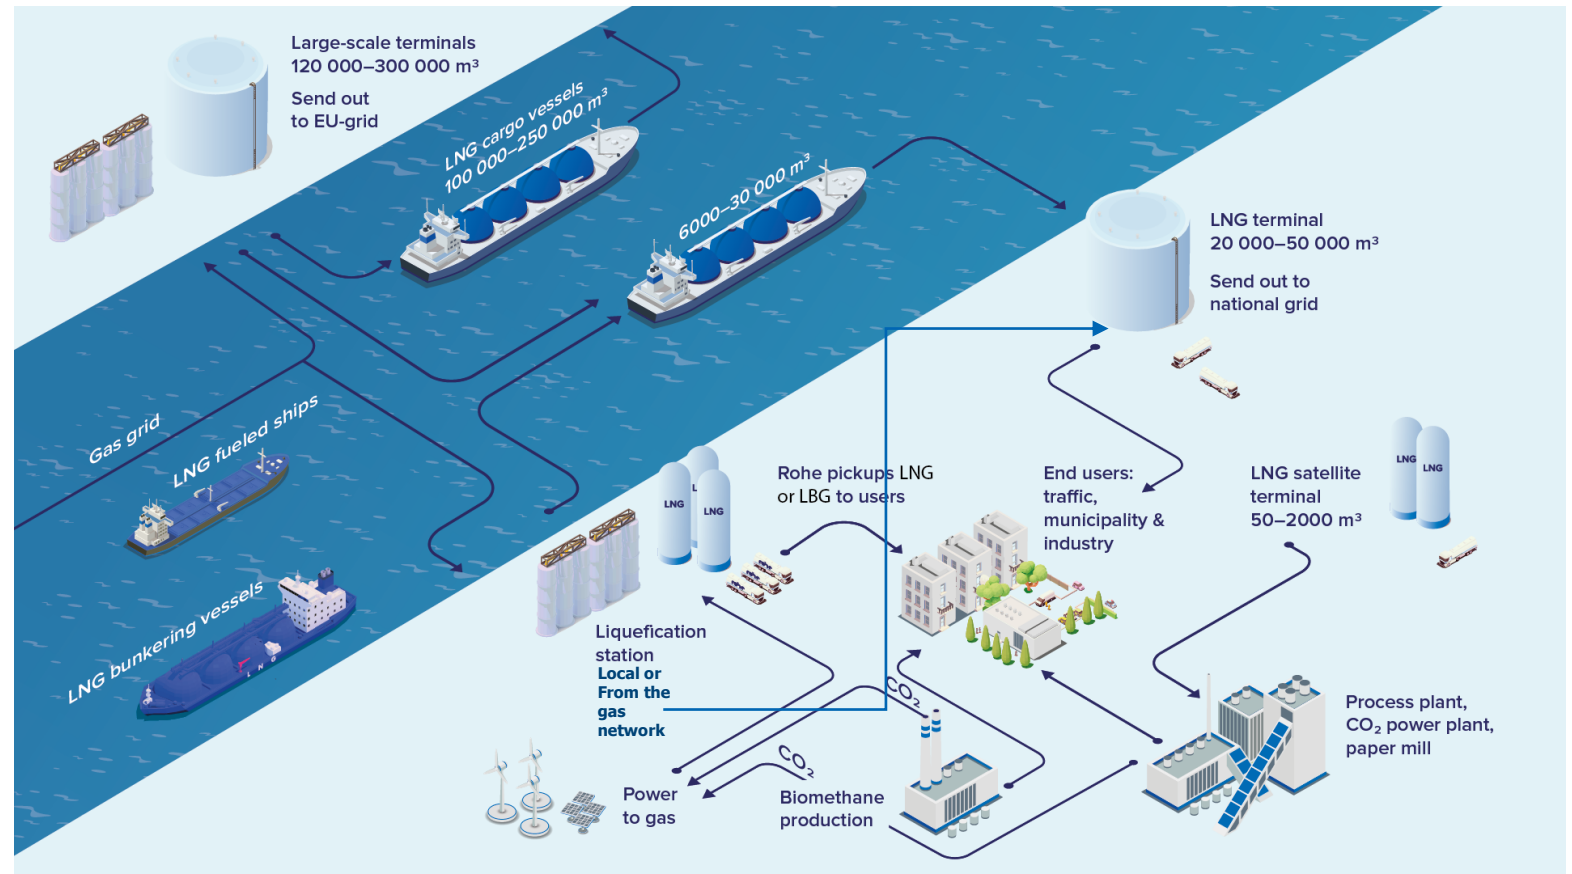 Large-scale terminals
120 000–300 000 m³
Send out
to EU-grid
LNG cargo vessels
100 000–250 000 m³
6000–30 000 m³
LNG terminal
20 000–50 000 m³
Send out to
national grid
Gas grid
LNG fueled ships
LNG bunkering vessels
LNG
LNG
L
LNG
Rohe pickups LNG
or LBG to users
End users:
traffic,
municipality &
industry
LNG satellite
terminal
50–2000 m³
LNG
LNG
Liquefication
station
Local or
From the
gas
network
CO₂
CO₂
Power
to gas
Biomethane
production
Process plant,
CO₂ power plant,
paper mill